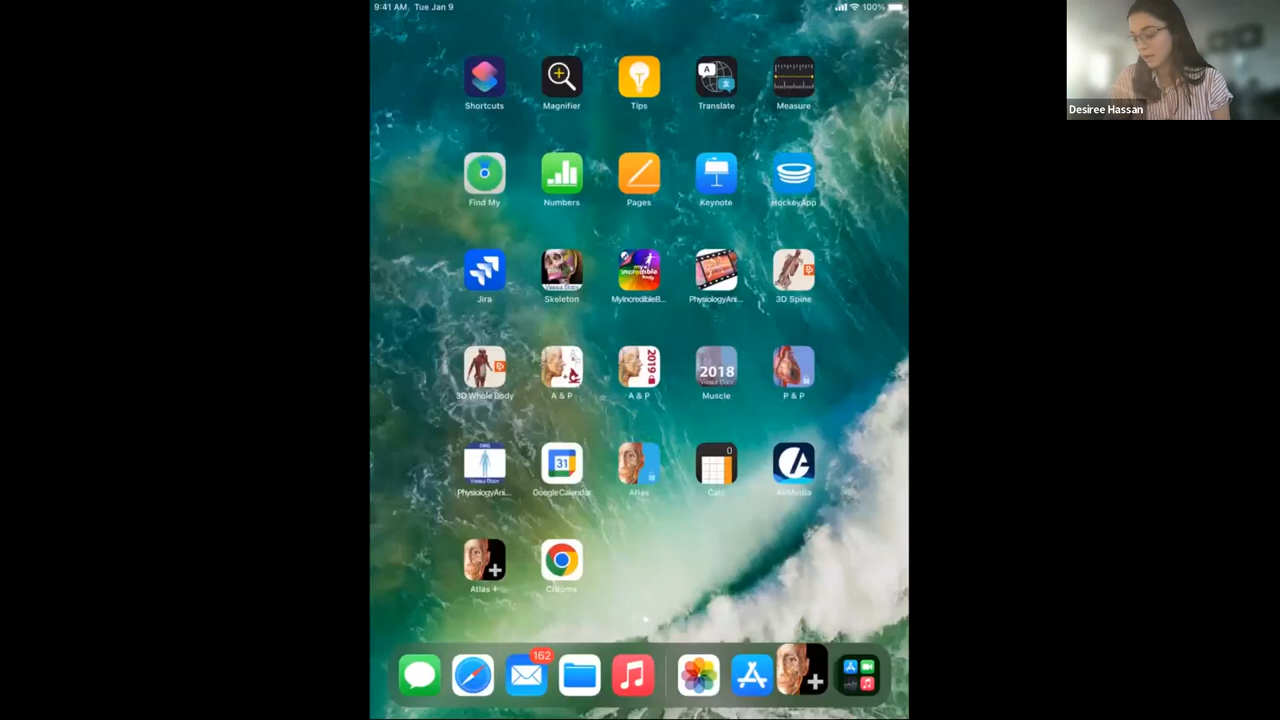 9:41 AM Tue Jan 9
100%
Desiree Hassan
Shortcuts Magnifier Tips Translate Measure
Find My Numbers Pages Keynote HockeyApp
Jira Skeleton MyIncredibleB... PhysiologyAni... 3D Spine
2019
2018
3D Whole Body A & P A & P Muscle P & P
31
0
PhysiologyAni... Google Calendar Atlas Calc AirMedia
Atlas + Chrome
162